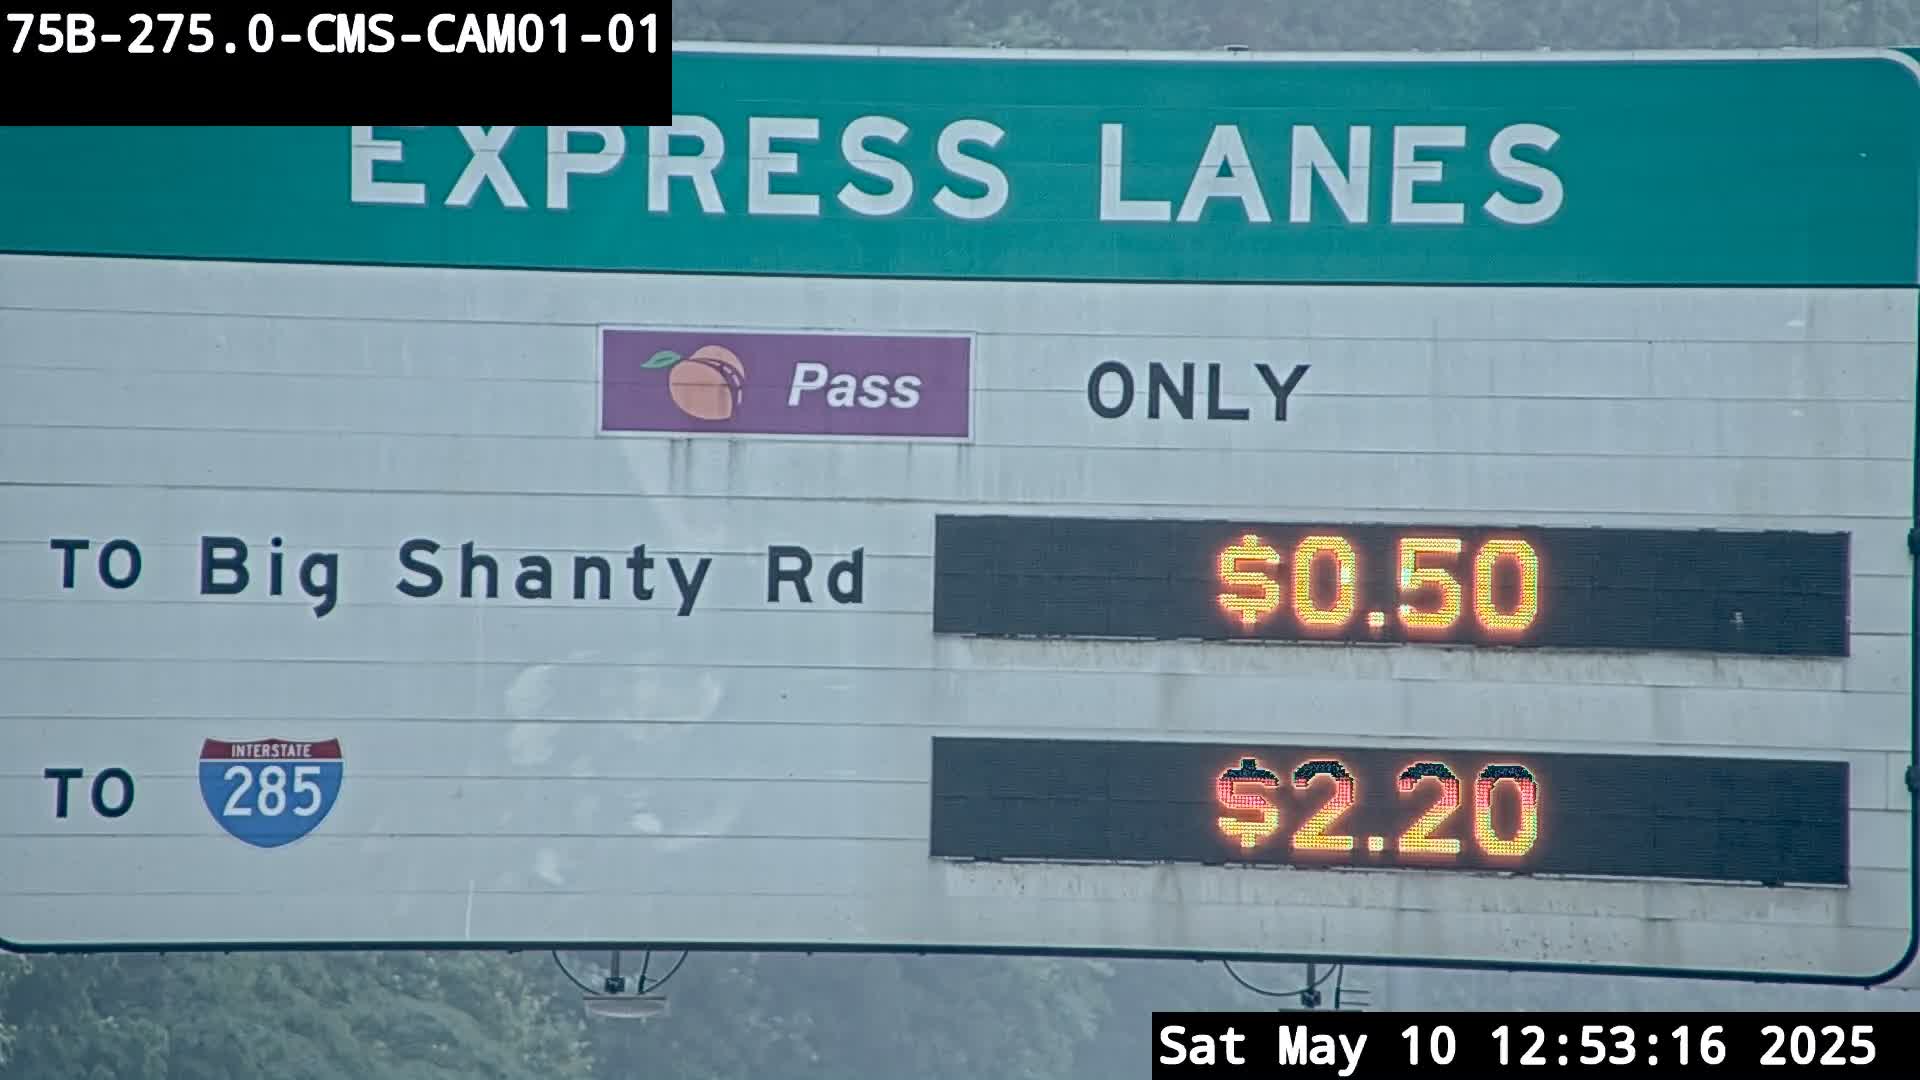 75B-275.0-CMS-CAM01-01
EXPRESS LANES
Pass ONLY
TO Big Shanty Rd $0.50
INTERSTATE
TO 285 $2.20
Sat May 10 12:53:16 2025